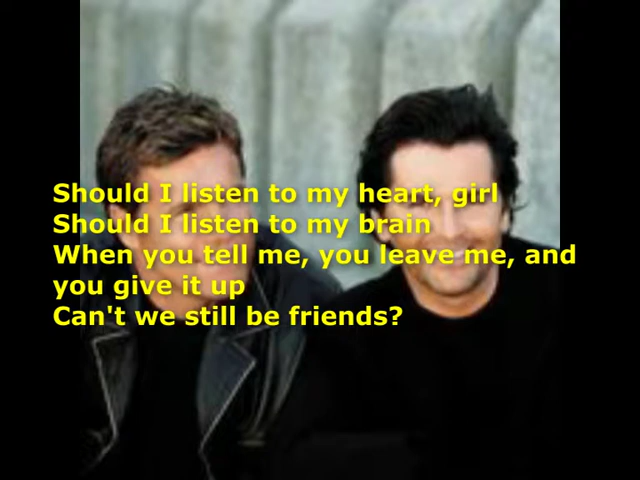 Should I listen to my heart, girl
Should I listen to my brain
When you tell me, you leave me, and
you give it up
Can't we still be friends?